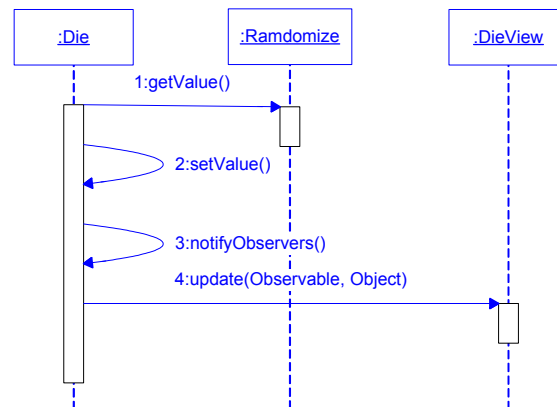 :Die
:Ramdomize
:DieView
1:getValue()
2:setValue()
3:notifyObservers()
4:update(Observable, Object)